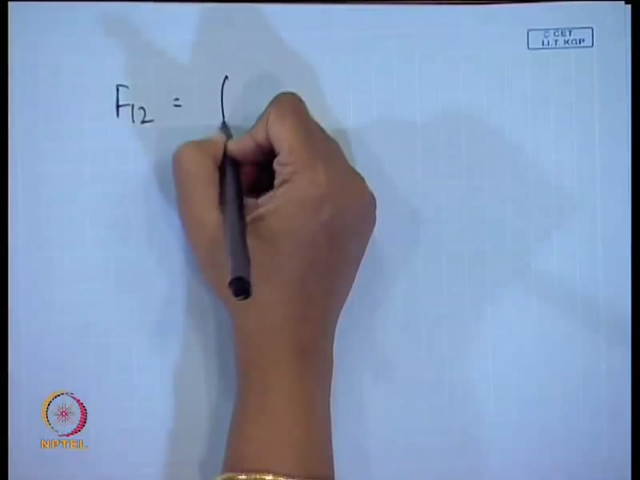 © CET
I.I.T. KGP
F12 = (
NPTEL